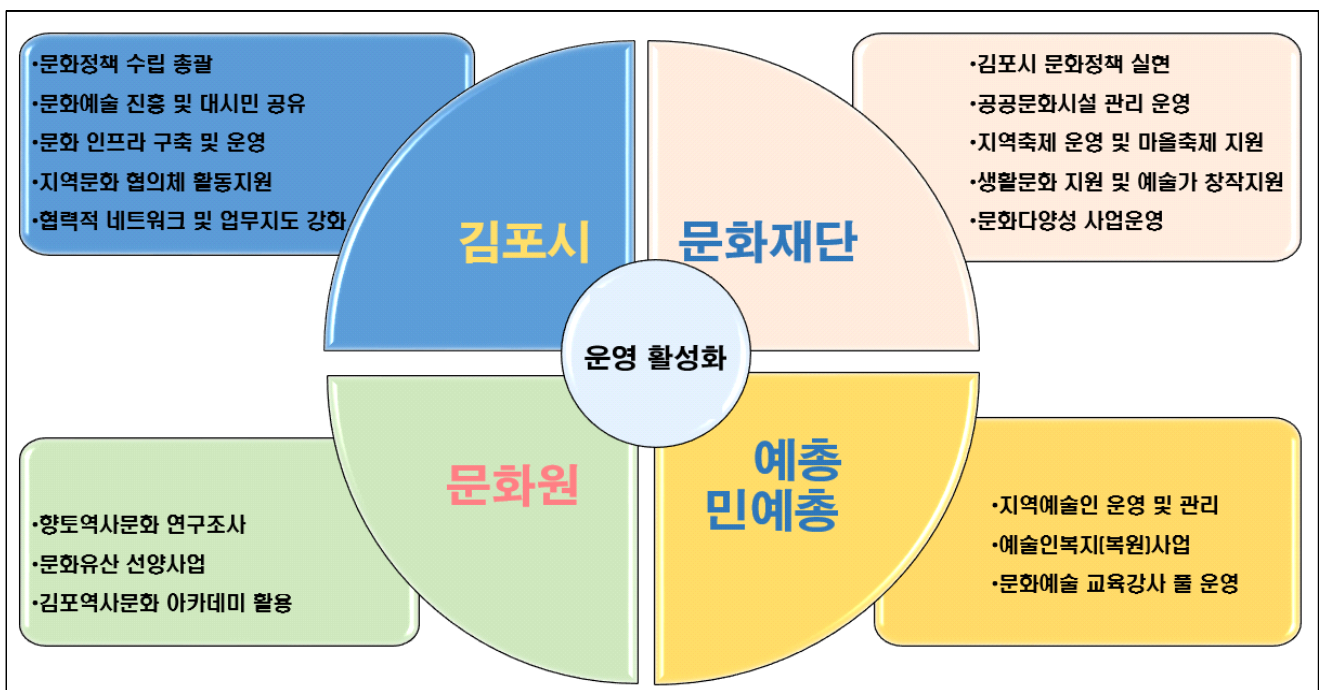 •문화정책 수립 총괄
•문화예술 진흥 및 대시민 공유
•문화 인프라 구축 및 운영
•지역문화 협의체 활동지원
•협력적 네트워크 및 업무지도 강화
김포시
•김포시 문화정책 실현
•공공문화시설 관리 운영
•지역축제 운영 및 마을축제 지원
•생활문화 지원 및 예술가 창작지원
•문화다양성 사업운영
문화재단
운영 활성화
문화원
•향토역사문화 연구조사
•문화유산 선양사업
•김포역사문화 아카데미 활용
예총
민예총
•지역예술인 운영 및 관리
•예술인복지(복원)사업
•문화예술 교육강사 풀 운영